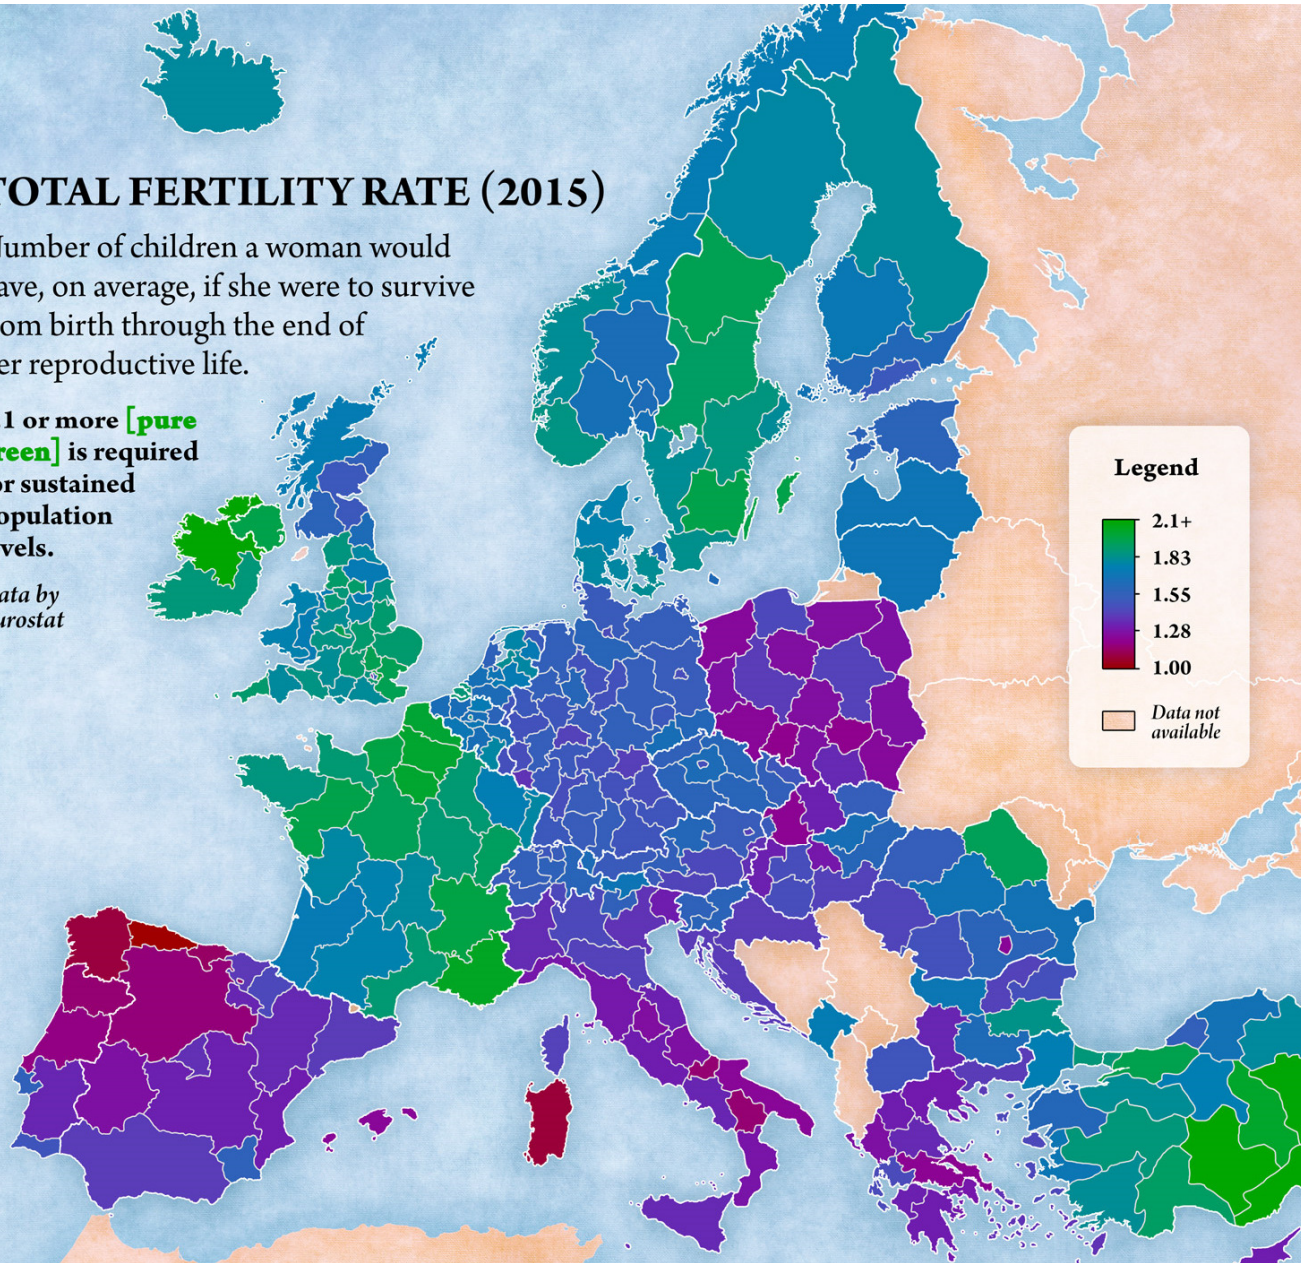 TOTAL FERTILITY RATE (2015)
Number of children a woman would
ave, on average, if she were to survive
om birth through the end of
er reproductive life.
.1 or more [pure
reen] is required
or sustained
opulation
vels.
ata by
urostat
Legend
2.1+
1.83
1.55
1.28
1.00
Data not
available